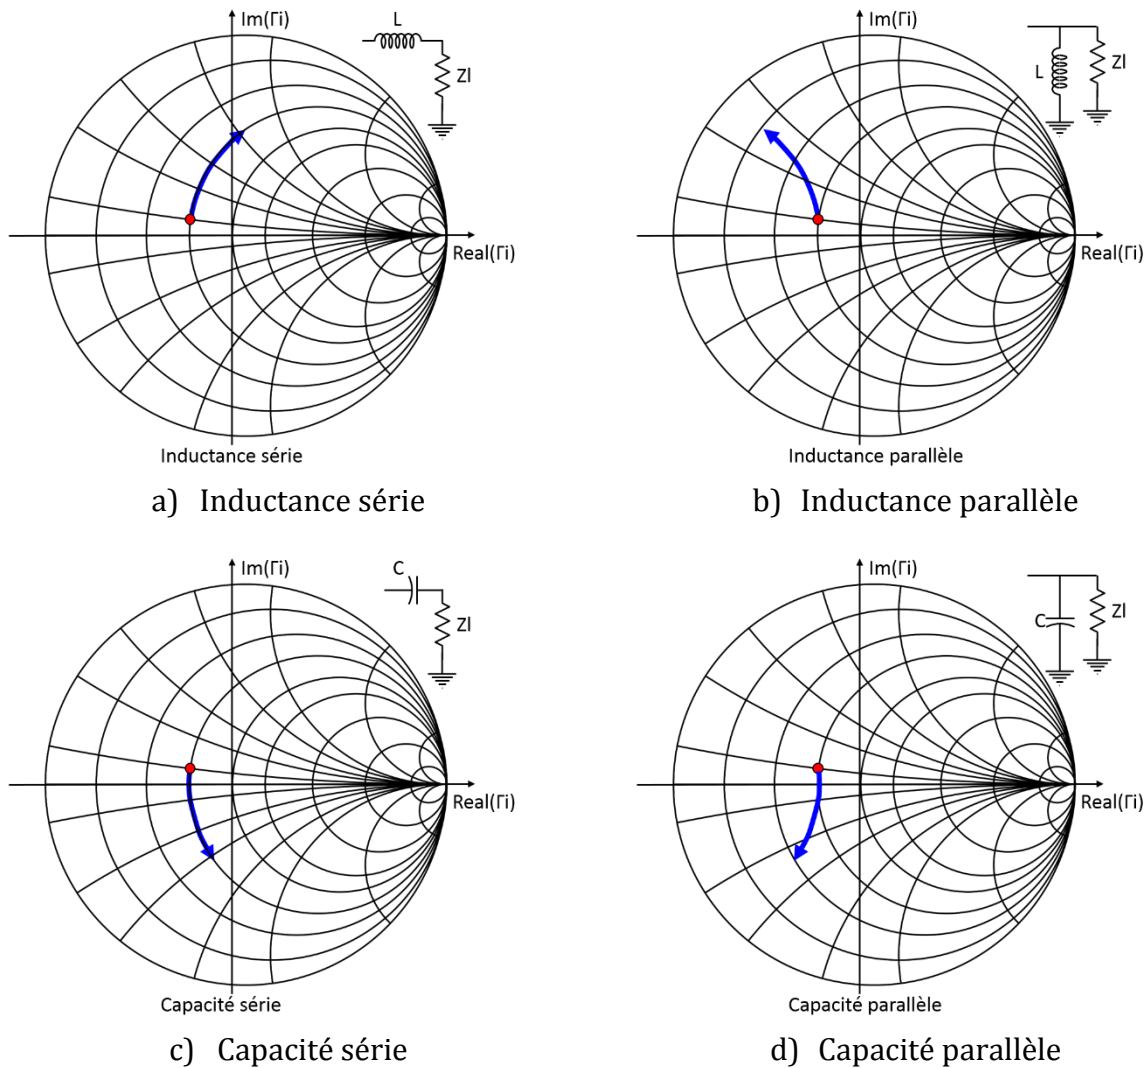 Im(Γi)
L
Zl
Real(Γi)
Inductance série
a) Inductance série
Im(Γi)
L
Zl
Real(Γi)
Inductance parallèle
b) Inductance parallèle
Im(Γi)
C
Zl
Real(Γi)
Capacité série
c) Capacité série
Im(Γi)
C
Zl
Real(Γi)
Capacité parallèle
d) Capacité parallèle